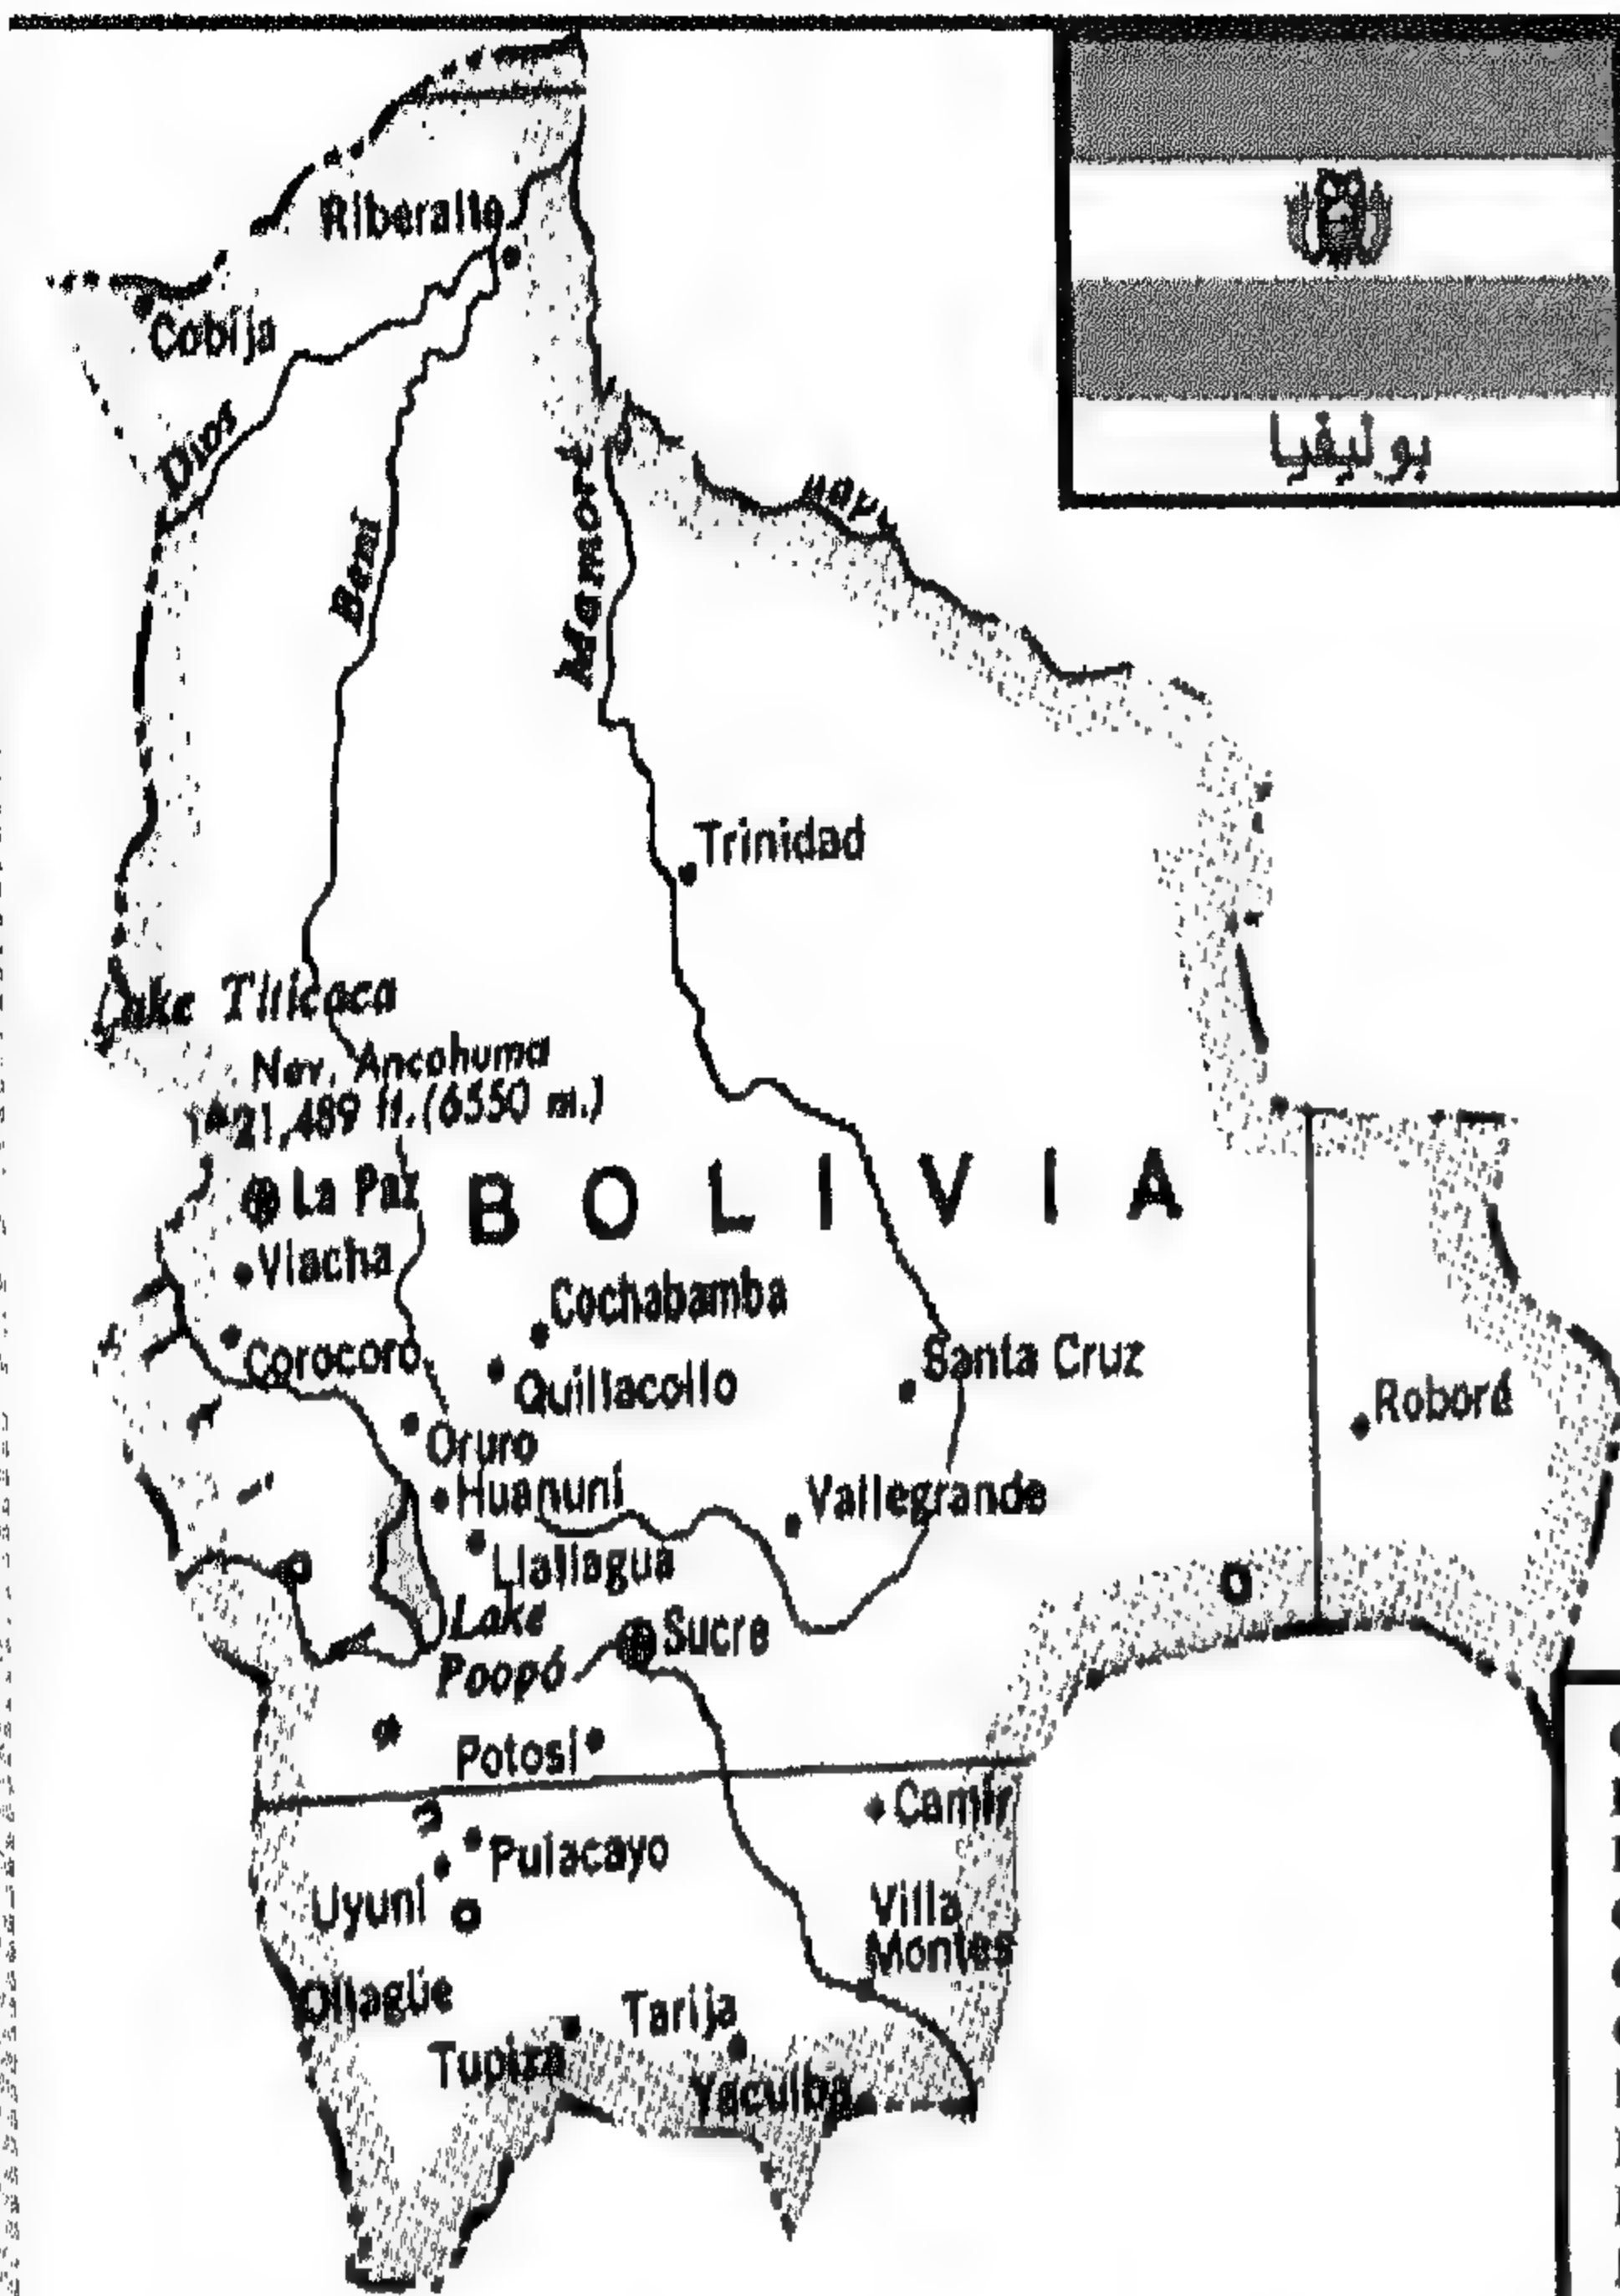 بوليفيا
Riberalta
Cobija
Dios
Beni
Mamoré
Trinidad
Lake Titicaca
Nev. Ancohuma
21,489 ft. (6550 m.)
La Paz
BOLIVIA
Viacha
Cochabamba
Corocoro
Quillacollo
Santa Cruz
Roboré
Oruro
Huanuni
Vallegrande
Llallagua
Lake
Poopó
Sucre
Potosí
Camir
Pulacayo
Uyuni
Villa
Montes
Ollagüe
Tarija
Tupiza
Yacuiba